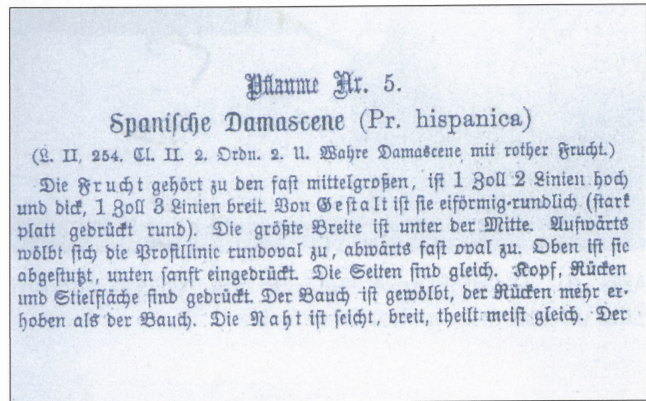 Pflaume Nr. 5.
Spanische Damascene (Pr. hispanica)
(L. II, 254. Cl. II. 2. Ordn. 2. U. Wahre Damascene mit rother Frucht.)
Die Frucht gehört zu den fast mittelgroßen, ist 1 Zoll 2 Linien hoch
und dick, 1 Zoll 3 Linien breit. Von Gestalt ist sie eiförmig-rundlich (stark
platt gedrückt rund). Die größte Breite ist unter der Mitte. Aufwärts
wölbt sich die Profillinie rundoval zu, abwärts fast oval zu. Oben ist sie
abgestutzt, unten sanft eingedrückt. Die Seiten sind gleich. Kopf, Rücken
und Stielfläche sind gedrückt. Der Bauch ist gewölbt, der Rücken mehr er-
hoben als der Bauch. Die Naht ist seicht, breit, theilt meist gleich. Der